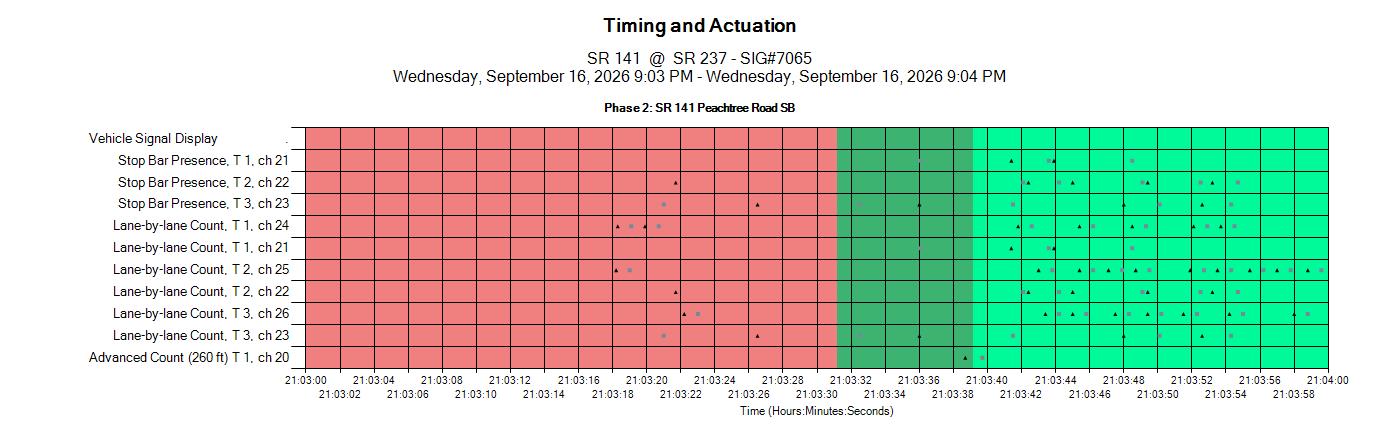 Timing and Actuation
SR 141 @ SR 237 - SIG#7065
Wednesday, September 16, 2026 9:03 PM - Wednesday, September 16, 2026 9:04 PM
Phase 2: SR 141 Peachtree Road SB
Vehicle Signal Display .
Stop Bar Presence, T 1, ch 21
Stop Bar Presence, T 2, ch 22
Stop Bar Presence, T 3, ch 23
Lane-by-lane Count, T 1, ch 24
Lane-by-lane Count, T 1, ch 21
Lane-by-lane Count, T 2, ch 25
Lane-by-lane Count, T 2, ch 22
Lane-by-lane Count, T 3, ch 26
Lane-by-lane Count, T 3, ch 23
Advanced Count (260 ft) T 1, ch 20
21:03:00 21:03:04 21:03:08 21:03:12 21:03:16 21:03:20 21:03:24 21:03:28 21:03:32 21:03:36 21:03:40 21:03:44 21:03:48 21:03:52 21:03:56 21:04:00
21:03:02 21:03:06 21:03:10 21:03:14 21:03:18 21:03:22 21:03:26 21:03:30 21:03:34 21:03:38 21:03:42 21:03:46 21:03:50 21:03:54 21:03:58
Time (Hours:Minutes:Seconds)